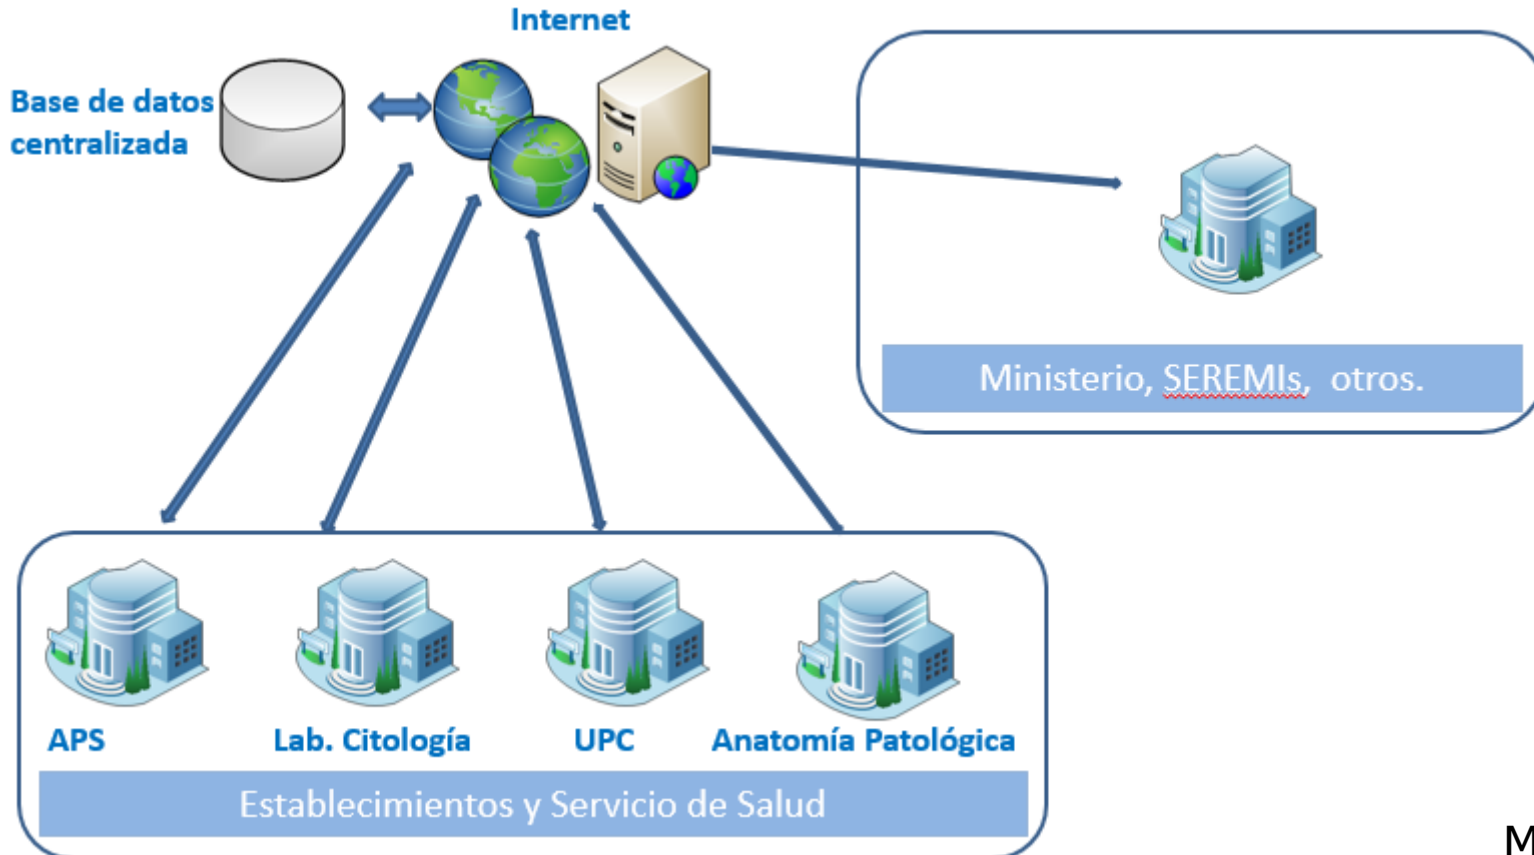 Internet
Base de datos
centralizada
Ministerio, SEREMIs, otros.
APS
Lab. Citología
UPC
Anatomía Patológica
Establecimientos y Servicio de Salud
M